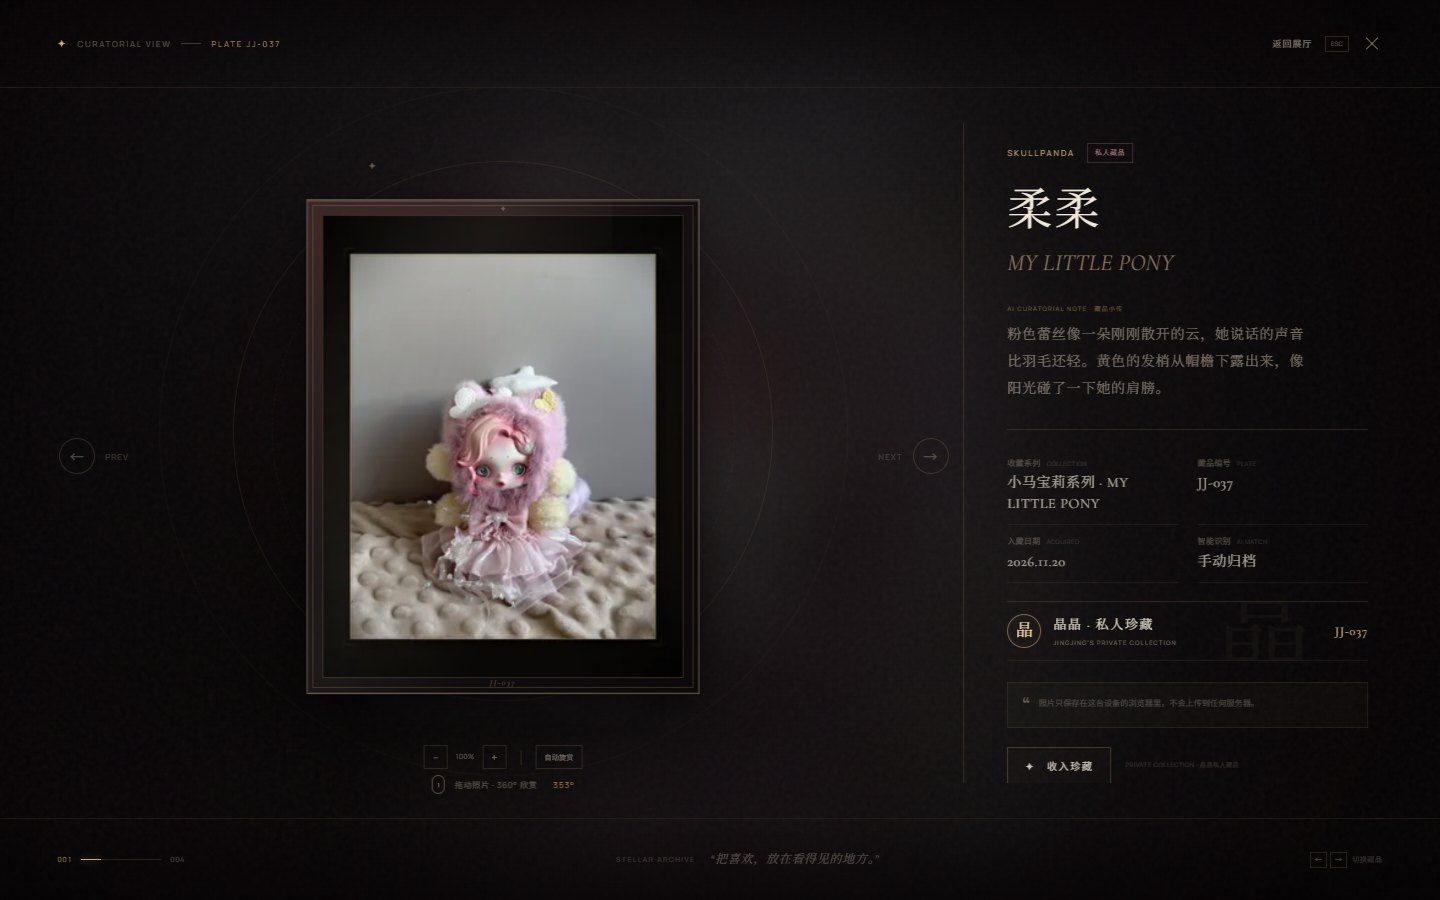 CURATORIAL VIEW — PLATE JJ-037
返回展厅 ESC
SKULLPANDA 私人藏品
柔柔
MY LITTLE PONY
AI CURATORIAL NOTE · 藏品小传
粉色蕾丝像一朵刚刚散开的云，她说话的声音
比羽毛还轻。黄色的发梢从帽檐下露出来，像
阳光碰了一下她的肩膀。
收藏系列 COLLECTION
小马宝莉系列 · MY
LITTLE PONY
藏品编号 PLATE
JJ-037
入藏日期 ACQUIRED
2026.11.20
智能识别 AI MATCH
手动归档
晶 晶晶 · 私人珍藏
JINGJING'S PRIVATE COLLECTION
晶
JJ-037
“ 照片只保存在这台设备的浏览器里，不会上传到任何服务器。
收入珍藏
PRIVATE COLLECTION · 晶晶私人藏品
← PREV
NEXT →
JJ-037
− 100% + 自动旋赏
拖动照片 · 360° 欣赏 353°
001 004
STELLAR ARCHIVE “把喜欢，放在看得见的地方。”
← → 切换藏品